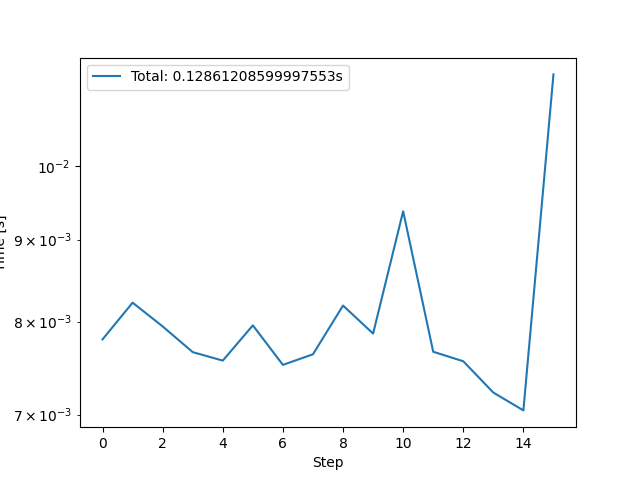 Total: 0.12861208599997553s
10⁻²
9 × 10⁻³
8 × 10⁻³
7 × 10⁻³
Time [s]
0 2 4 6 8 10 12 14
Step